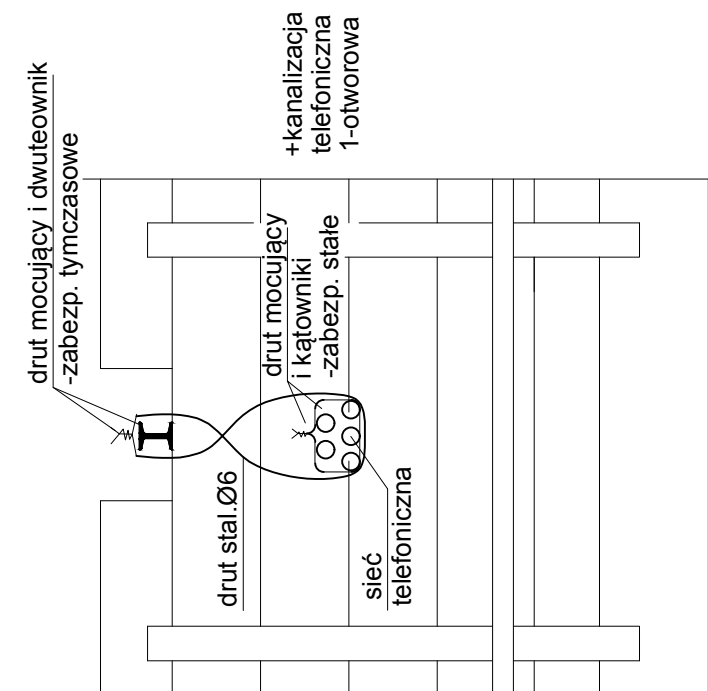 drut mocujący i dwuteownik
-zabezp. tymczasowe
drut stal.Ø6
drut mocujący
i kątowniki
-zabezp. stałe
+kanalizacja
telefoniczna
1-otworowa
sieć
telefoniczna